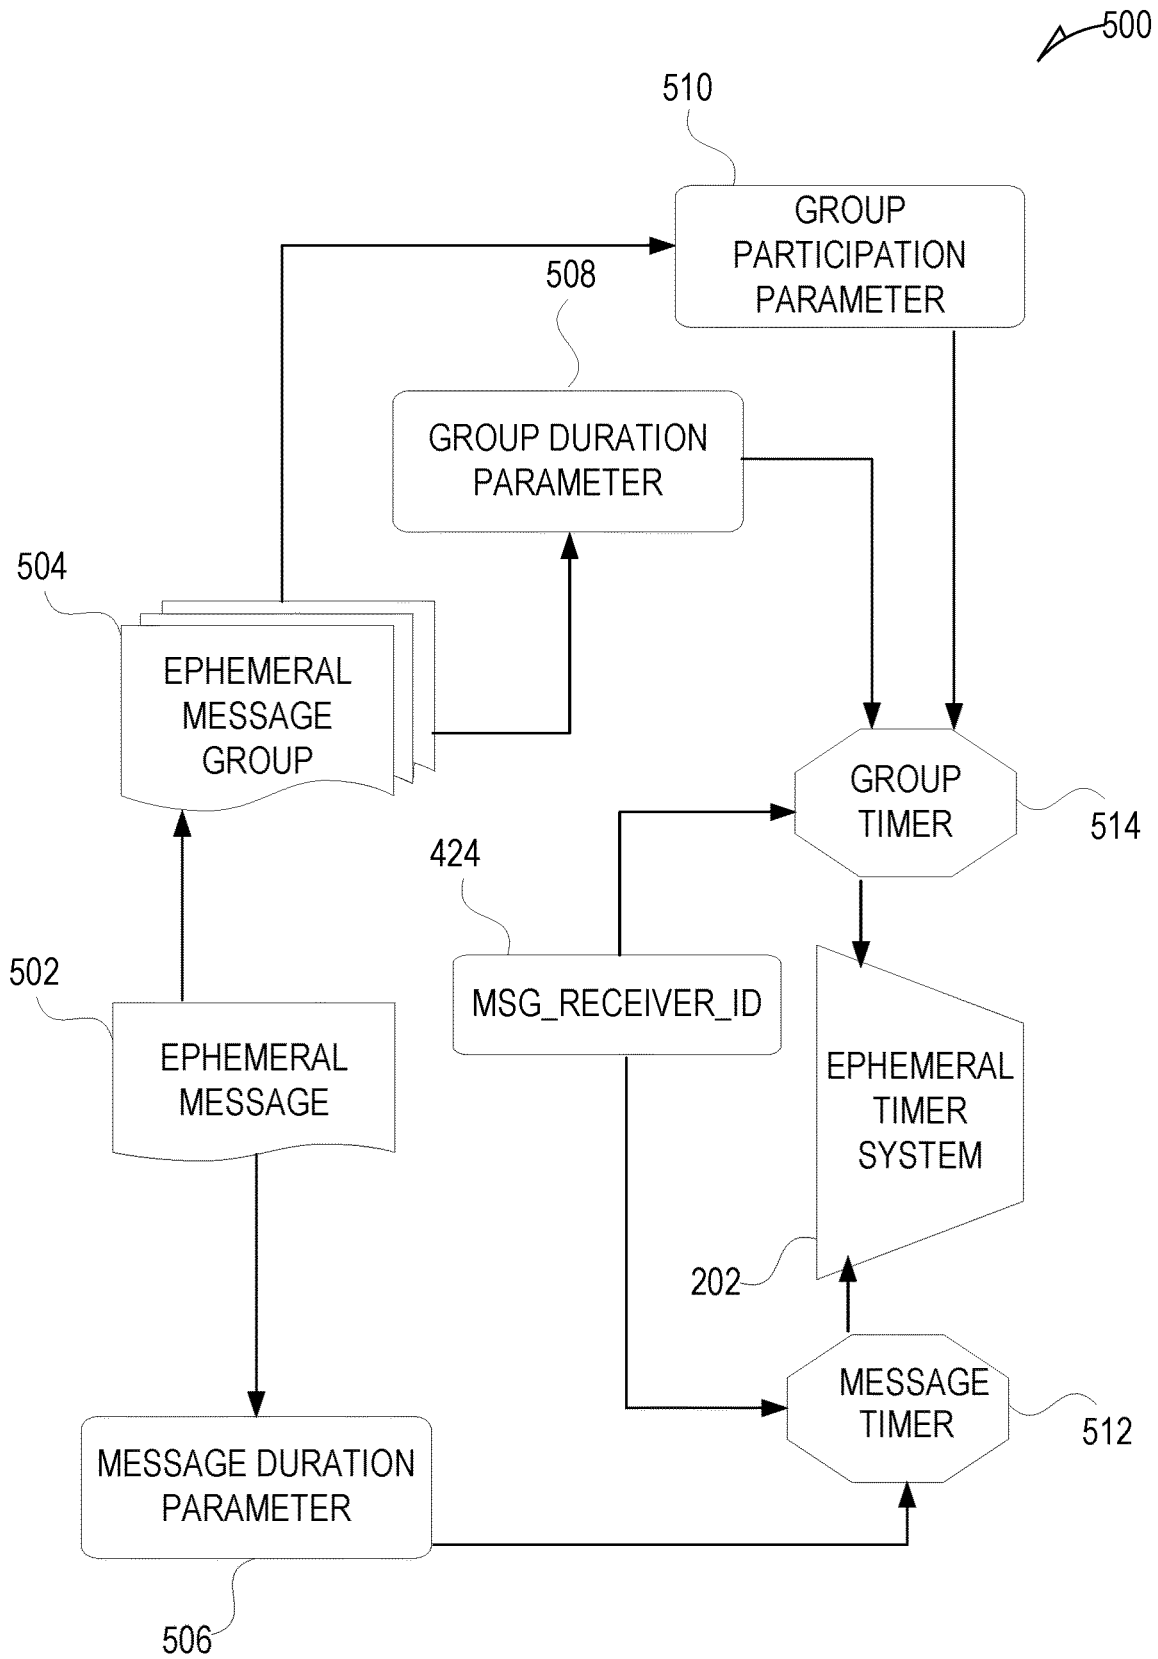 500
510
GROUP
PARTICIPATION
PARAMETER
508
GROUP DURATION
PARAMETER
504
EPHEMERAL
MESSAGE
GROUP
GROUP
TIMER
514
424
MSG_RECEIVER_ID
502
EPHEMERAL
MESSAGE
EPHEMERAL
TIMER
SYSTEM
202
MESSAGE
TIMER
512
MESSAGE DURATION
PARAMETER
506